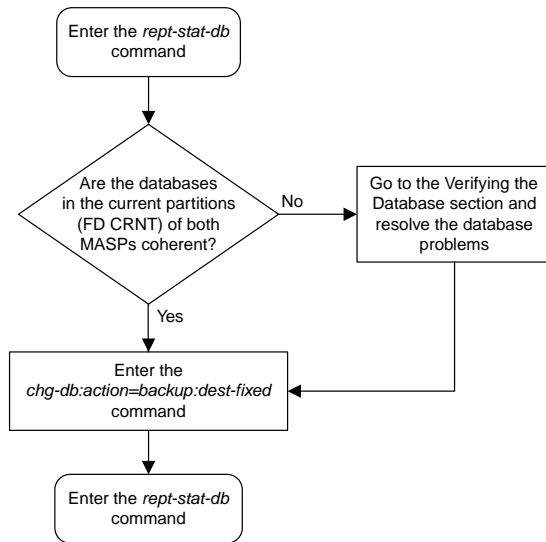 Enter the rept-stat-db
command
Are the databases
in the current partitions
(FD CRNT) of both
MASPs coherent?
No
Go to the Verifying the
Database section and
resolve the database
problems
Yes
Enter the
chg-db:action=backup:dest-fixed
command
Enter the rept-stat-db
command